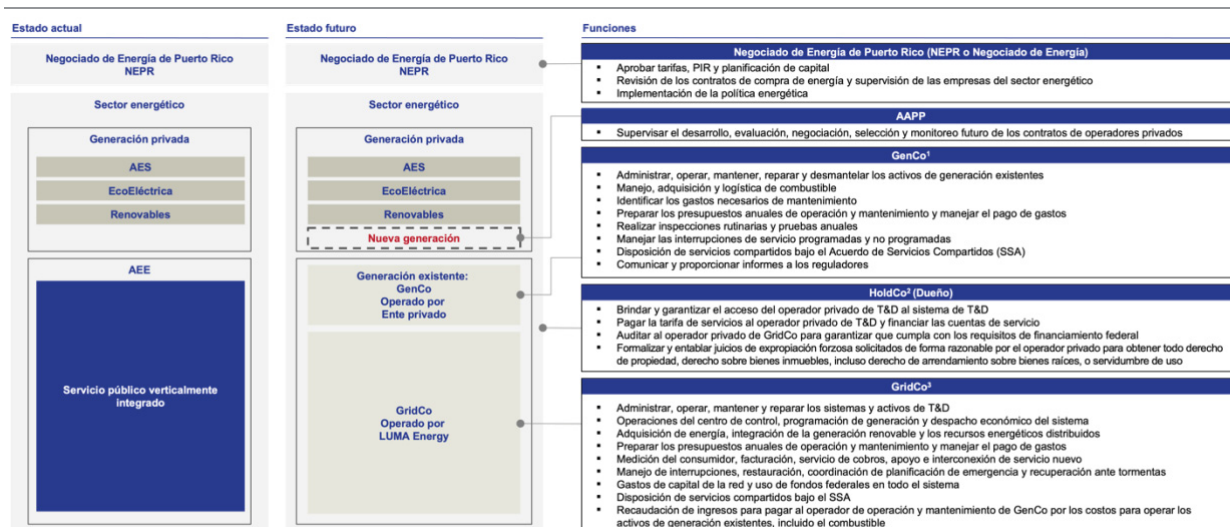 Estado actual
Negociado de Energía de Puerto Rico
NEPR
Sector energético
Generación privada
AES
EcoEléctrica
Renovables
AEE
Servicio público verticalmente
integrado
Estado futuro
Negociado de Energía de Puerto Rico
NEPR
Sector energético
Generación privada
AES
EcoEléctrica
Renovables
Nueva generación
Generación existente:
GenCo
Operado por
Ente privado
GridCo
Operado por
LUMA Energy
Funciones
Negociado de Energía de Puerto Rico (NEPR o Negociado de Energía)
▪ Aprobar tarifas, PIR y planificación de capital
▪ Revisión de los contratos de compra de energía y supervisión de las empresas del sector energético
▪ Implementación de la política energética
AAPP
▪ Supervisar el desarrollo, evaluación, negociación, selección y monitoreo futuro de los contratos de operadores privados
GenCo¹
▪ Administrar, operar, mantener, reparar y desmantelar los activos de generación existentes
▪ Manejo, adquisición y logística de combustible
▪ Identificar los gastos necesarios de mantenimiento
▪ Preparar los presupuestos anuales de operación y mantenimiento y manejar el pago de gastos
▪ Realizar inspecciones rutinarias y pruebas anuales
▪ Manejar las interrupciones de servicio programadas y no programadas
▪ Disposición de servicios compartidos bajo el Acuerdo de Servicios Compartidos (SSA)
▪ Comunicar y proporcionar informes a los reguladores
HoldCo² (Dueño)
▪ Brindar y garantizar el acceso del operador privado de T&D al sistema de T&D
▪ Pagar la tarifa de servicios al operador privado de T&D y financiar las cuentas de servicio
▪ Auditar al operador privado de GridCo para garantizar que cumpla con los requisitos de financiamiento federal
▪ Formalizar y entablar juicios de expropiación forzosa solicitados de forma razonable por el operador privado para obtener todo derecho
de propiedad, derecho sobre bienes inmuebles, incluso derecho de arrendamiento sobre bienes raíces, o servidumbre de uso
GridCo³
▪ Administrar, operar, mantener y reparar los sistemas y activos de T&D
▪ Operaciones del centro de control, programación de generación y despacho económico del sistema
▪ Adquisición de energía, integración de la generación renovable y los recursos energéticos distribuidos
▪ Preparar los presupuestos anuales de operación y mantenimiento y manejar el pago de gastos
▪ Medición del consumidor, facturación, servicio de cobros, apoyo e interconexión de servicio nuevo
▪ Manejo de interrupciones, restauración, coordinación de planificación de emergencia y recuperación ante tormentas
▪ Gastos de capital de la red y uso de fondos federales en todo el sistema
▪ Disposición de servicios compartidos bajo el SSA
▪ Recaudación de ingresos para pagar al operador de operación y mantenimiento de GenCo por los costos para operar los
activos de generación existentes, incluido el combustible